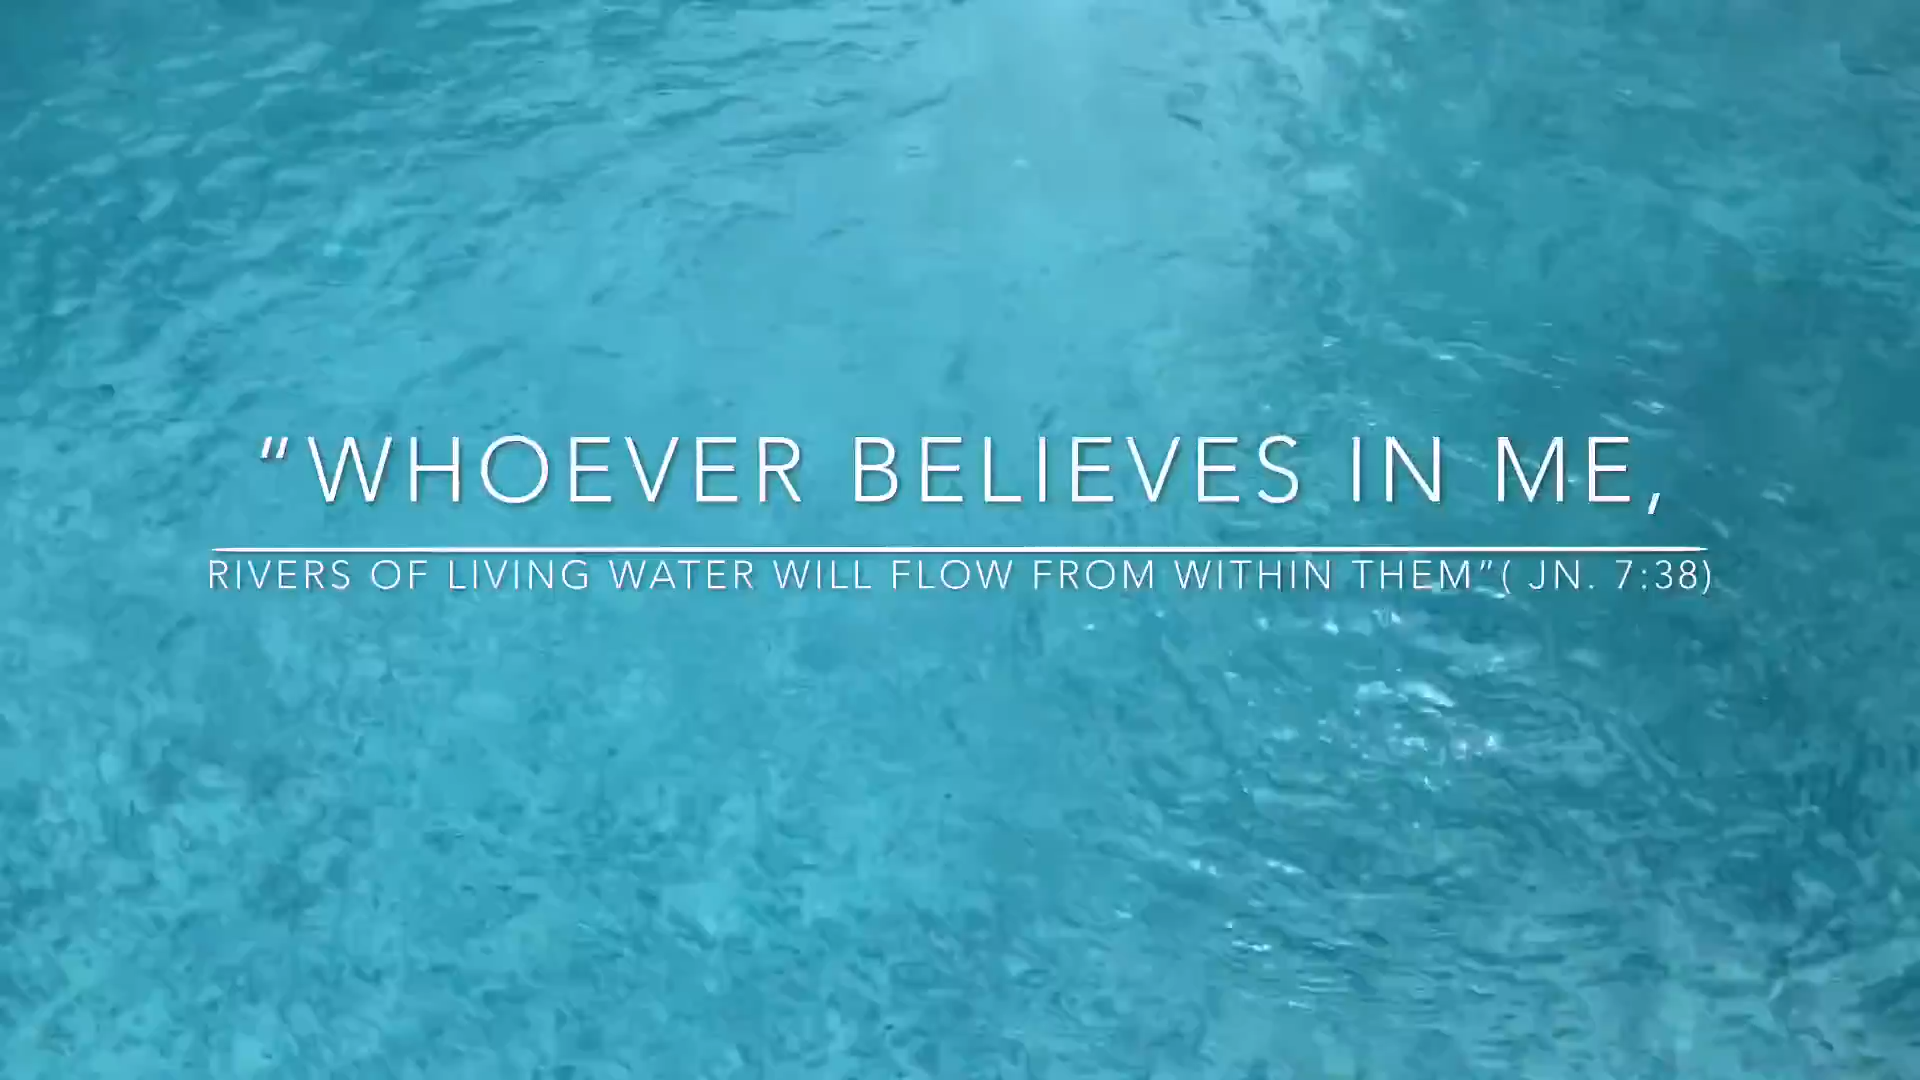 “WHOEVER BELIEVES IN ME,
RIVERS OF LIVING WATER WILL FLOW FROM WITHIN THEM”( JN. 7:38)